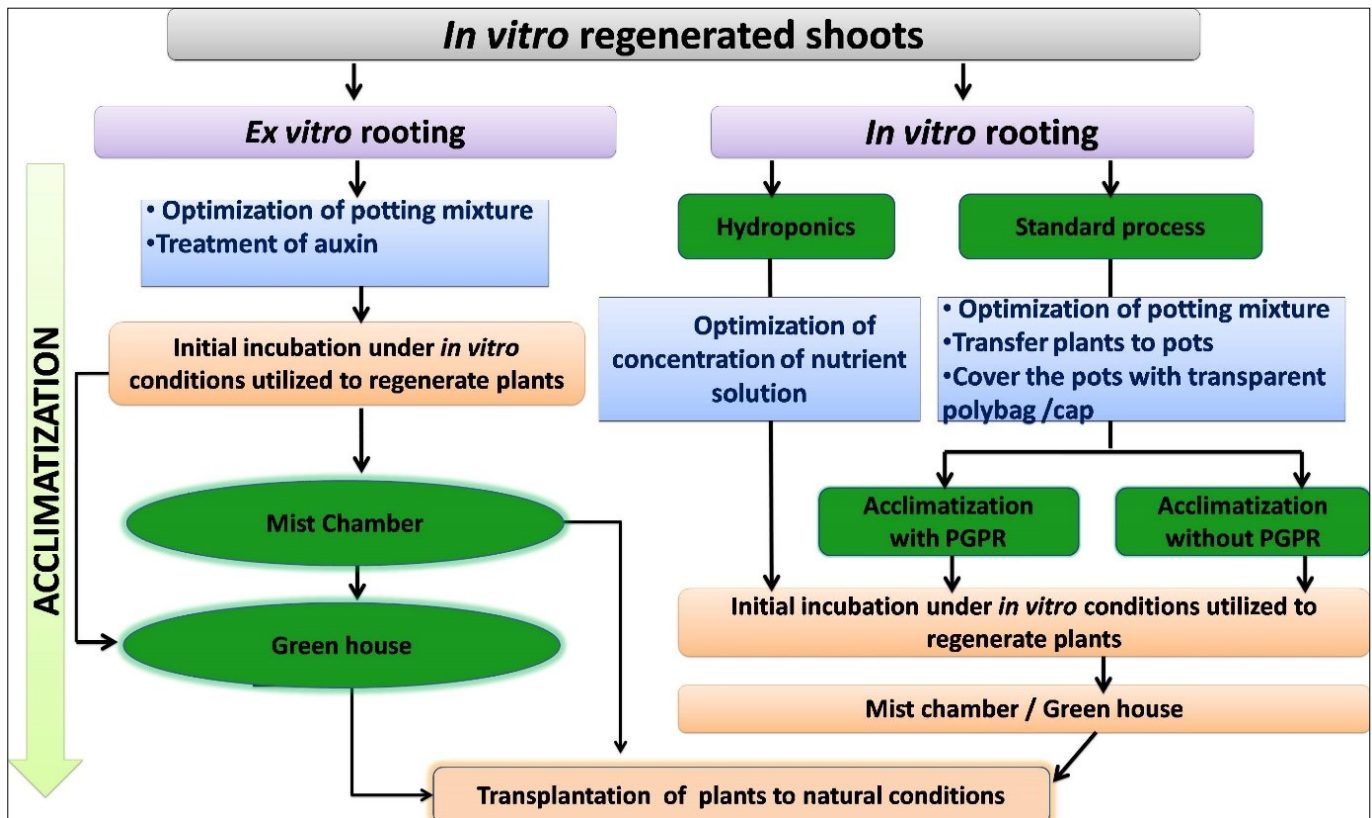 In vitro regenerated shoots
Ex vitro rooting
In vitro rooting
• Optimization of potting mixture
•Treatment of auxin
Hydroponics
Standard process
Initial incubation under in vitro
conditions utilized to regenerate plants
Optimization of
concentration of nutrient
solution
• Optimization of potting mixture
•Transfer plants to pots
•Cover the pots with transparent
polybag /cap
ACCLIMATIZATION
Mist Chamber
Green house
Acclimatization
with PGPR
Acclimatization
without PGPR
Initial incubation under in vitro conditions utilized to
regenerate plants
Mist chamber / Green house
Transplantation of plants to natural conditions